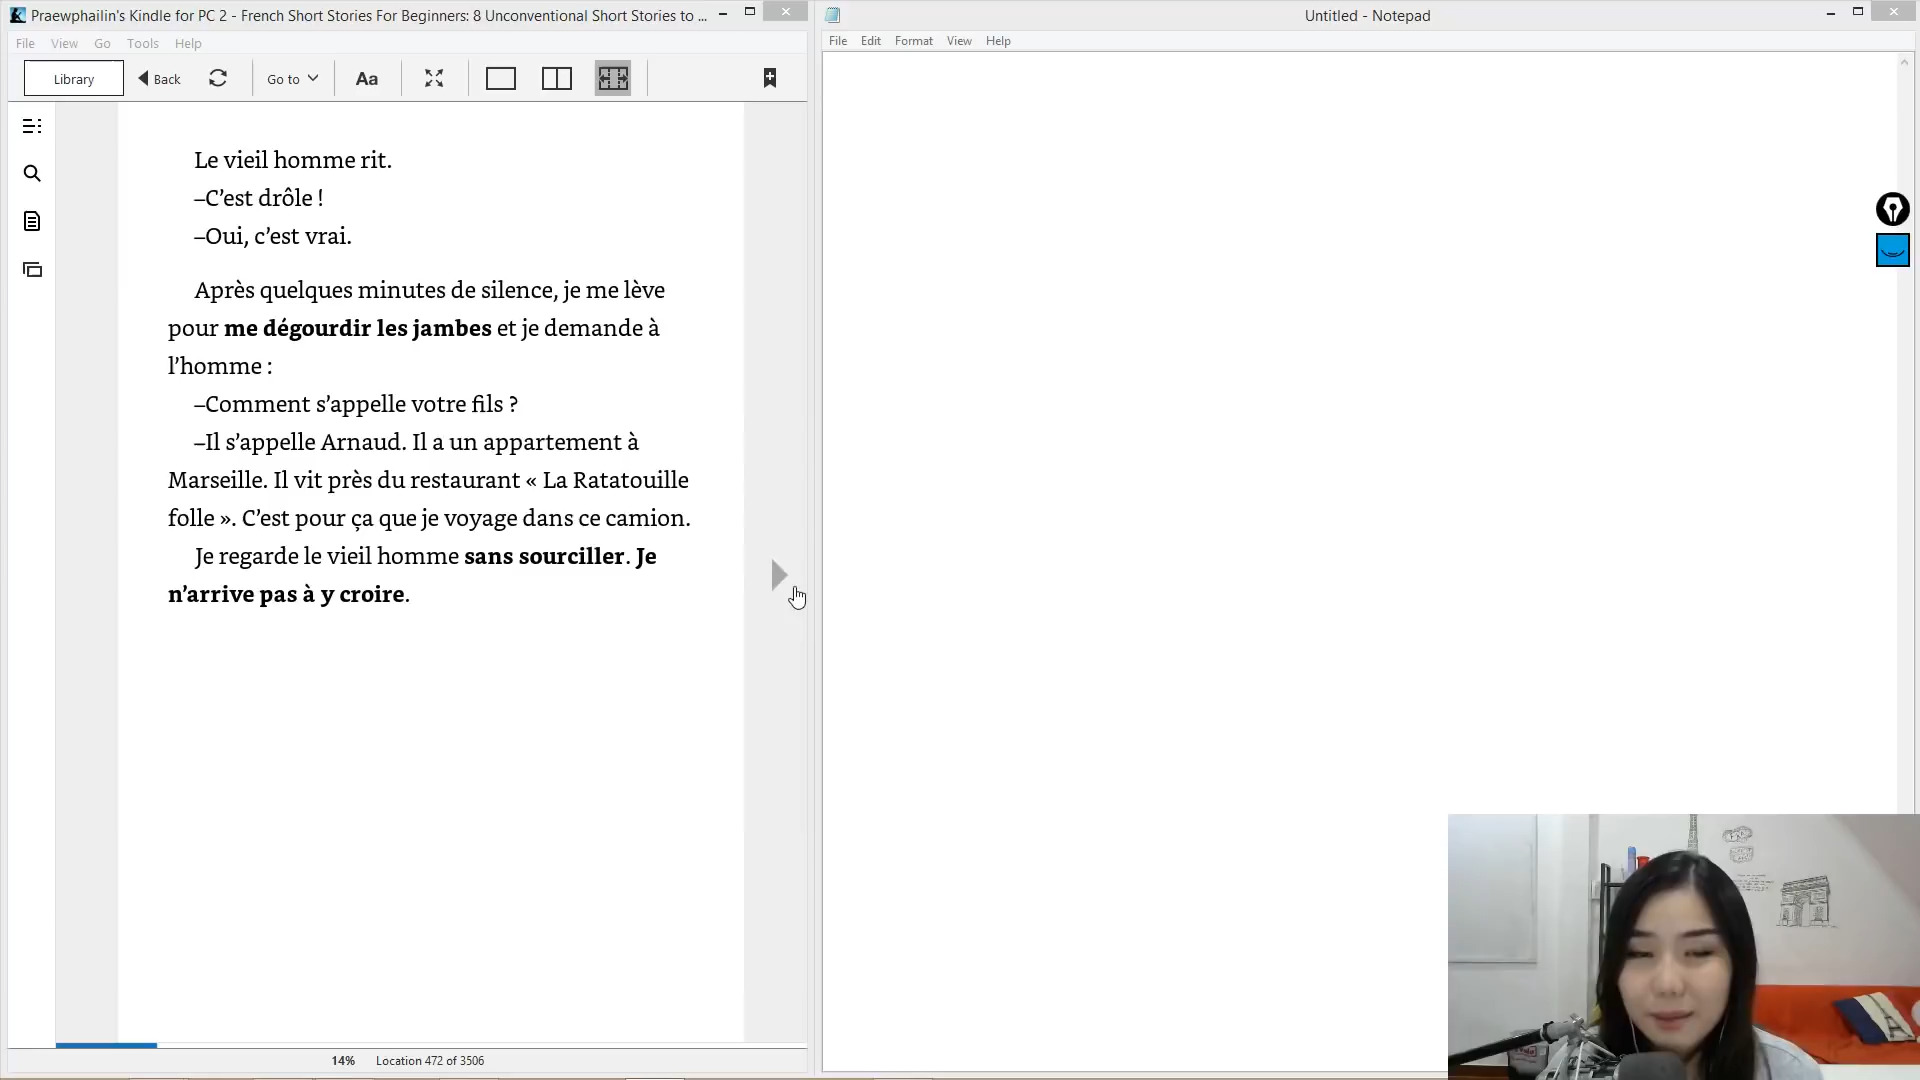 Praewphailin's Kindle for PC 2 - French Short Stories For Beginners: 8 Unconventional Short Stories to ...
File View Go Tools Help
Library Back Go to Aa
Le vieil homme rit.
–C’est drôle !
–Oui, c’est vrai.
Après quelques minutes de silence, je me lève
pour me dégourdir les jambes et je demande à
l’homme :
–Comment s’appelle votre fils ?
–Il s’appelle Arnaud. Il a un appartement à
Marseille. Il vit près du restaurant « La Ratatouille
folle ». C’est pour ça que je voyage dans ce camion.
Je regarde le vieil homme sans sourciller. Je
n’arrive pas à y croire.
14% Location 472 of 3506
Untitled - Notepad
File Edit Format View Help